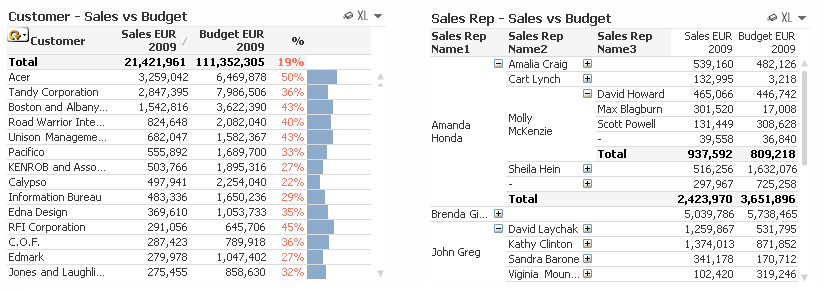 Customer - Sales vs Budget XL
Customer Sales EUR 2009 / Budget EUR 2009 %
Total 21,421,961 111,352,305 19%
Acer 3,259,042 6,469,878 50%
Tandy Corporation 2,847,395 7,986,506 36%
Boston and Albany... 1,542,816 3,622,390 43%
Road Warrior Inte... 824,648 2,082,040 40%
Unison Manageme... 682,047 1,582,367 43%
Pacifico 555,892 1,689,700 33%
KENROB and Asso... 503,766 1,895,316 27%
Calypso 497,941 2,254,040 22%
Information Bureau 483,336 1,650,236 29%
Edna Design 369,610 1,053,733 35%
RFI Corporation 291,056 645,706 45%
C.O.F. 287,423 789,918 36%
Edmark 279,978 1,047,402 27%
Jones and Laughli... 275,455 858,630 32%
Sales Rep - Sales vs Budget XL
Sales Rep Name1 Sales Rep Name2 Sales Rep Name3 Sales EUR 2009 Budget EUR 2009
Amanda Honda
Amalia Craig 539,160 482,126
Cart Lynch 132,995 3,218
Molly McKenzie
David Howard 465,066 446,742
Max Blagburn 301,520 17,008
Scott Powell 131,449 308,628
- 39,558 36,840
Total 937,592 809,218
Sheila Hein 516,256 1,632,076
- 297,967 725,258
Total 2,423,970 3,651,896
Brenda Gi... 5,039,786 5,738,465
John Greg
David Laychak 1,259,867 531,795
Kathy Clinton 1,374,013 871,852
Sandra Barone 341,178 170,712
Viginia Moun... 102,420 319,246